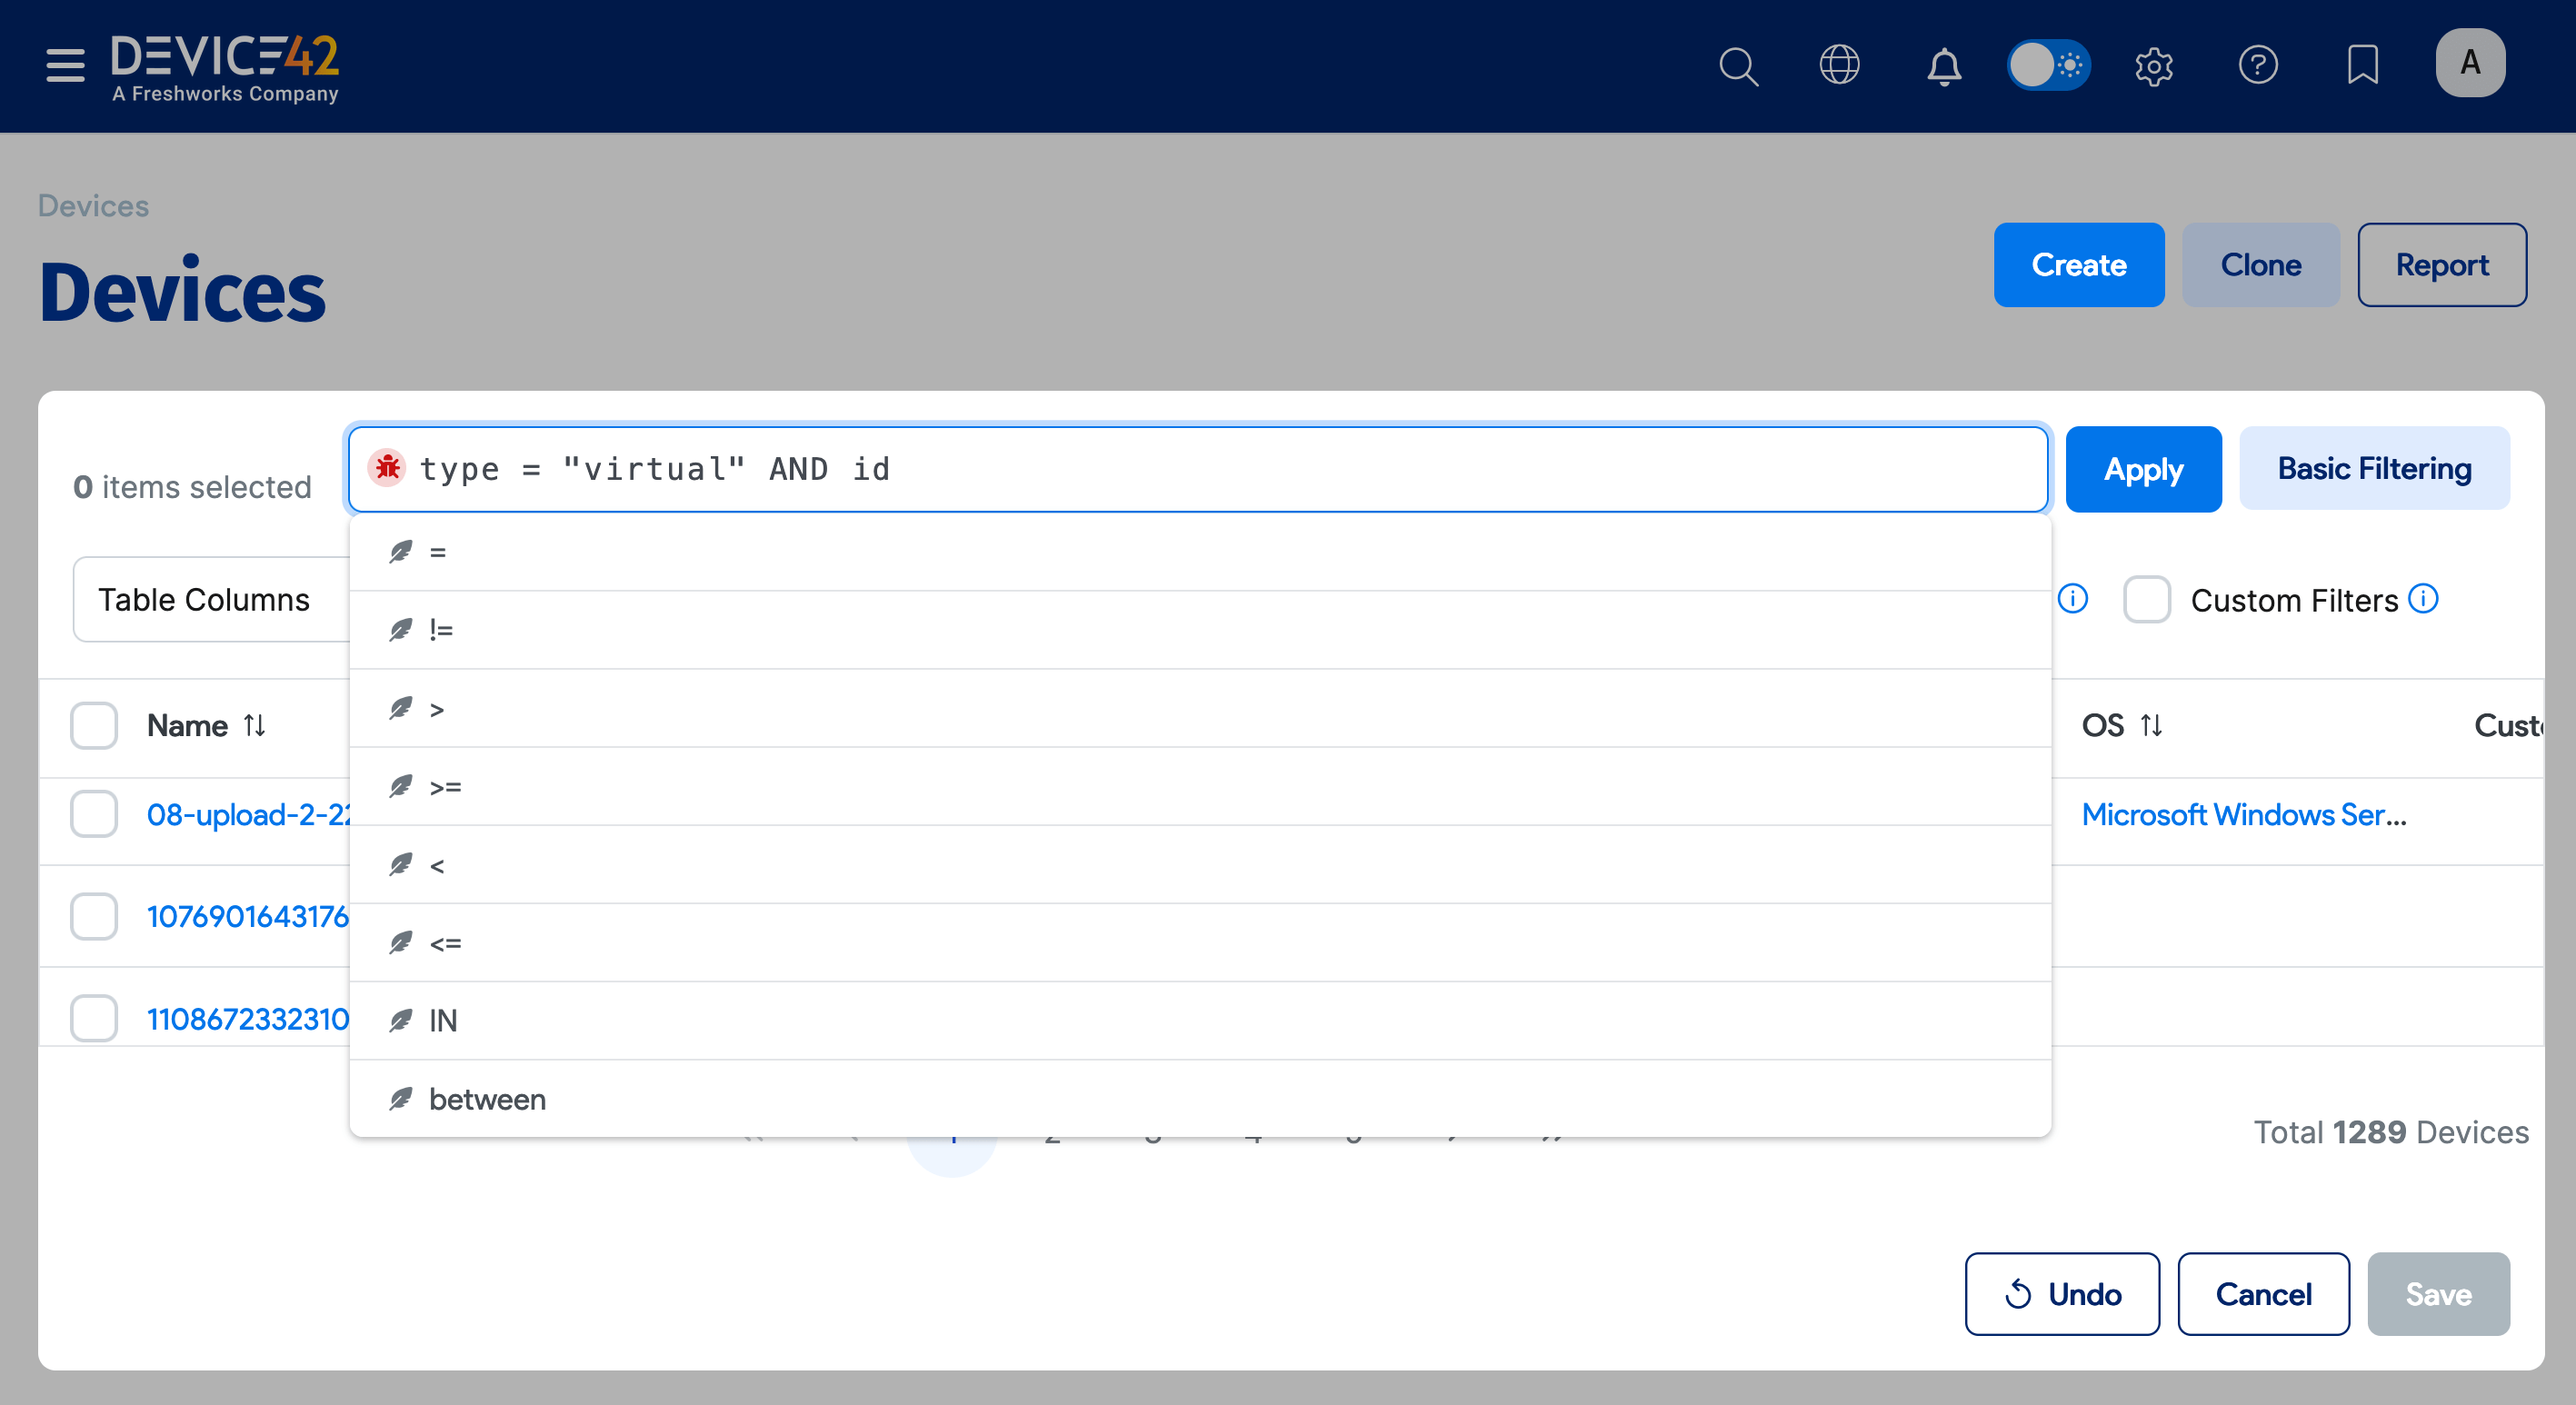 DEVICE42
A Freshworks Company
A
Devices
Devices
Create
Clone
Report
0 items selected
type = "virtual" AND id
Apply
Basic Filtering
=
!=
>
>=
<
<=
IN
between
Table Columns
Custom Filters
Name
OS
08-upload-2-22
Microsoft Windows Ser...
1076901643176
1108672332310
Total 1289 Devices
Undo
Cancel
Save